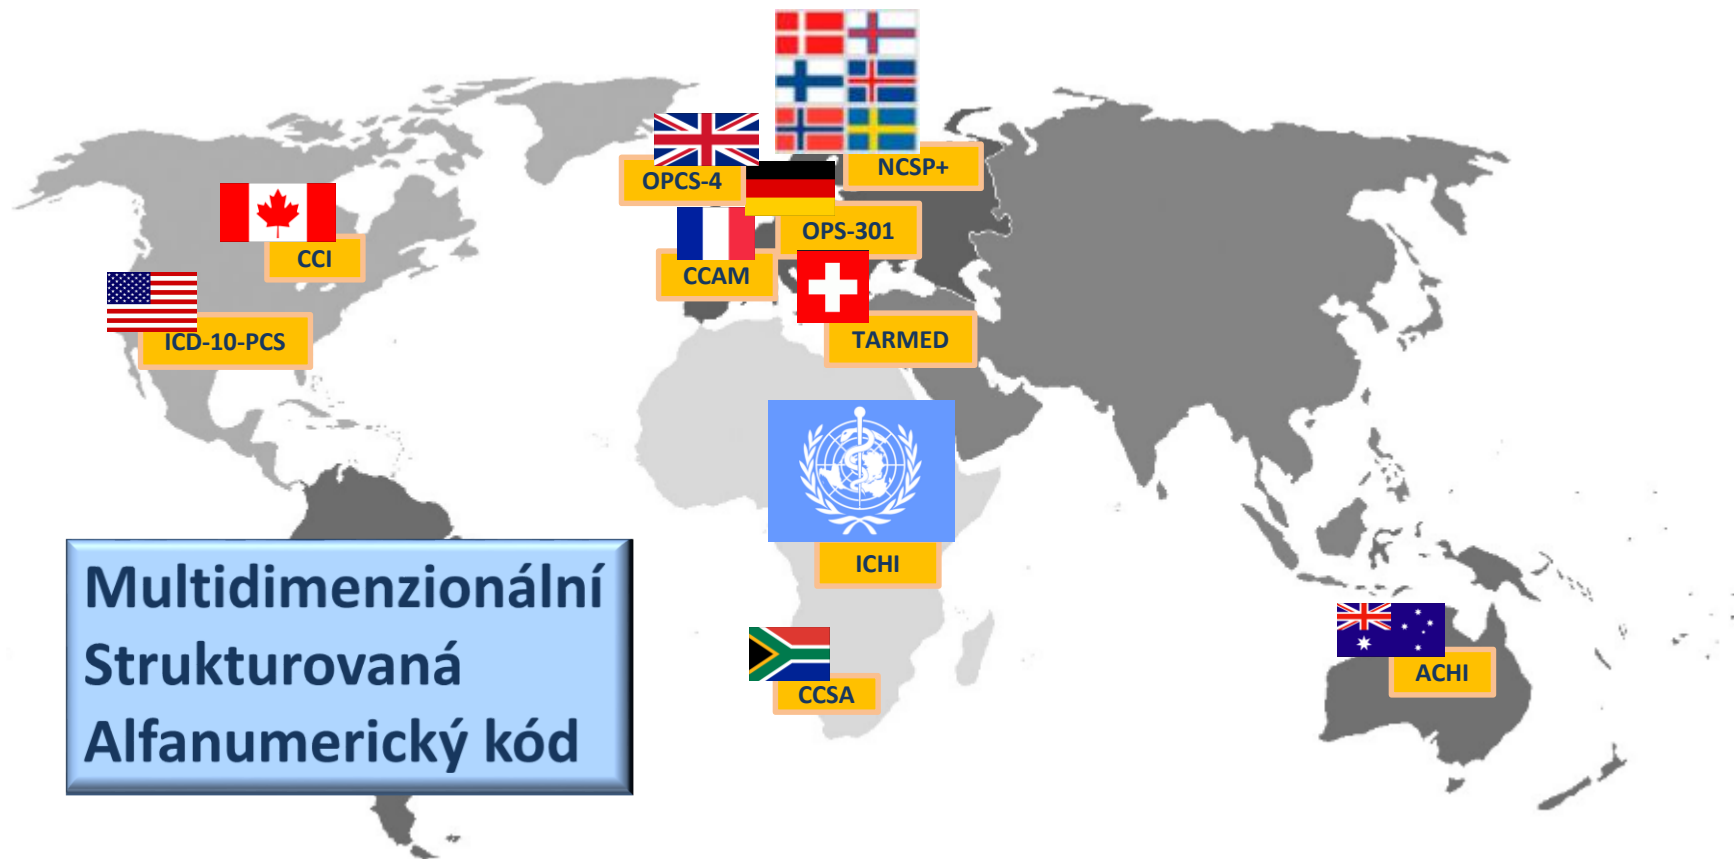 NCSP+
OPCS-4
OPS-301
CCI
CCAM
ICD-10-PCS
TARMED
ICHI
CCSA
ACHI
Multidimenzionální
Strukturovaná
Alfanumerický kód